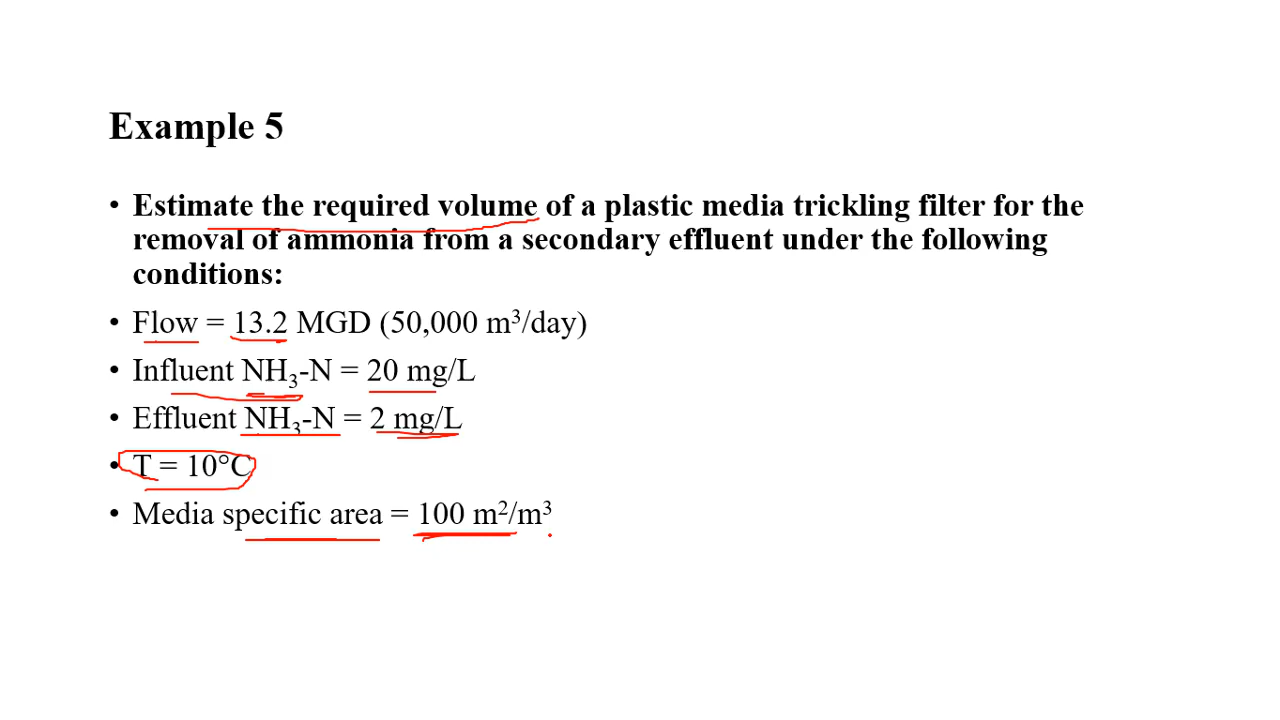 Example 5
• Estimate the required volume of a plastic media trickling filter for the
removal of ammonia from a secondary effluent under the following
conditions:
• Flow = 13.2 MGD (50,000 m³/day)
• Influent NH₃-N = 20 mg/L
• Effluent NH₃-N = 2 mg/L
• T = 10°C
• Media specific area = 100 m²/m³